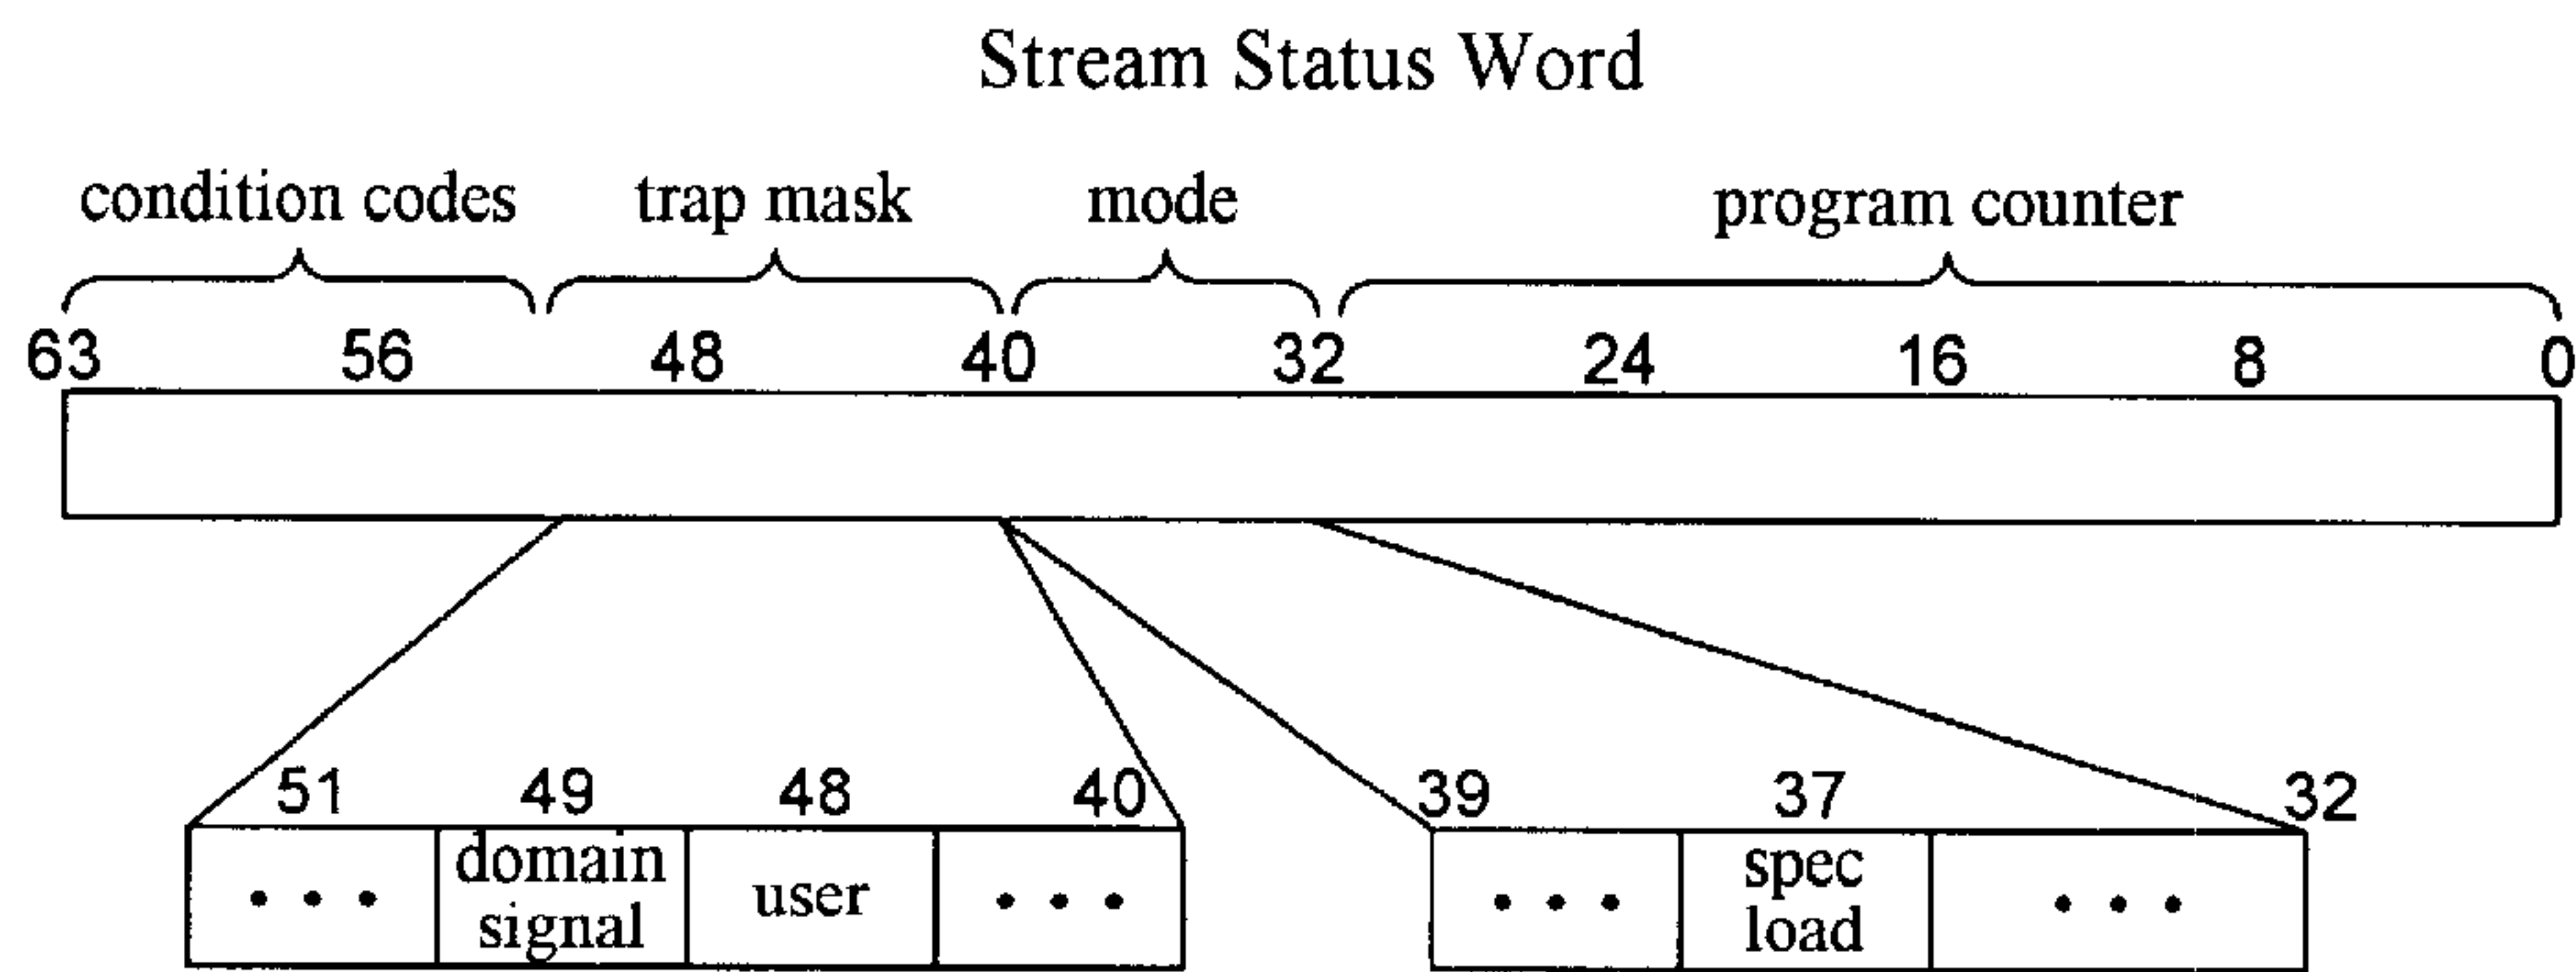 Stream Status Word
condition codes trap mask mode program counter
63 56 48 40 32 24 16 8 0
51 49 48 40 39 37 32
domain
signal
user
spec
load